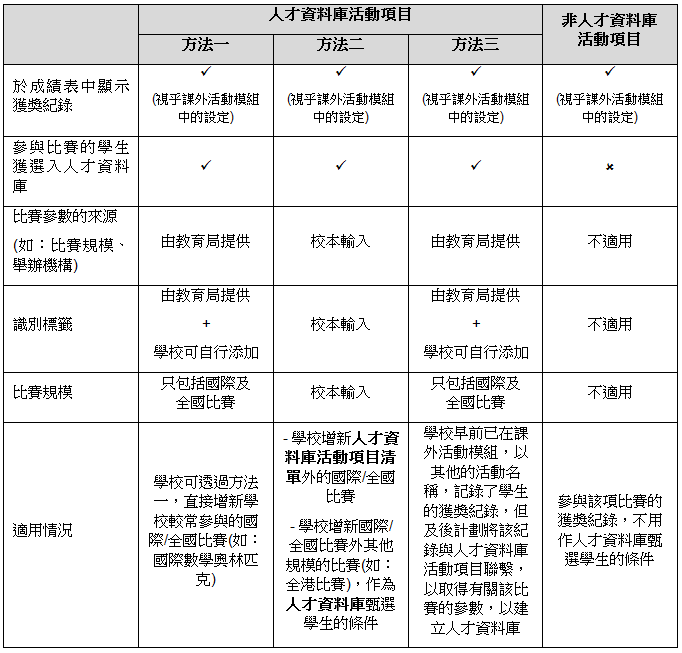 人才資料庫活動項目
非人才資料庫
活動項目
方法一 方法二 方法三
於成績表中顯示
獲獎紀錄
✓ ✓ ✓ ✓
(視乎課外活動模組 (視乎課外活動模組 (視乎課外活動模組 (視乎課外活動模組
中的設定) 中的設定) 中的設定) 中的設定)
參與比賽的學生
獲選入人才資料
庫
✓ ✓ ✓ ×
比賽參數的來源
(如：比賽規模、
舉辦機構)
由教育局提供 校本輸入 由教育局提供 不適用
識別標籤
由教育局提供
+
學校可自行添加
校本輸入
由教育局提供
+
學校可自行添加
不適用
比賽規模
只包括國際及
全國比賽
校本輸入
只包括國際及
全國比賽
不適用
適用情況
學校可透過方法
一，直接增新學
校較常參與的國
際/全國比賽(如：
國際數學奧林匹
克)
- 學校增新人才資
料庫活動項目清
單外的國際/全國
比賽
- 學校增新國際/
全國比賽外其他
規模的比賽(如：
全港比賽)，作為
人才資料庫甄選
學生的條件
學校早前已在課
外活動模組，以
其他的活動名
稱，記錄了學生
的獲獎紀錄，但
及後計劃將該紀
錄與人才資料庫
活動項目聯繫，
以取得有關該比
賽的參數，以建
立人才資料庫
參與該項比賽的
獲獎紀錄，不用
作人才資料庫甄
選學生的條件